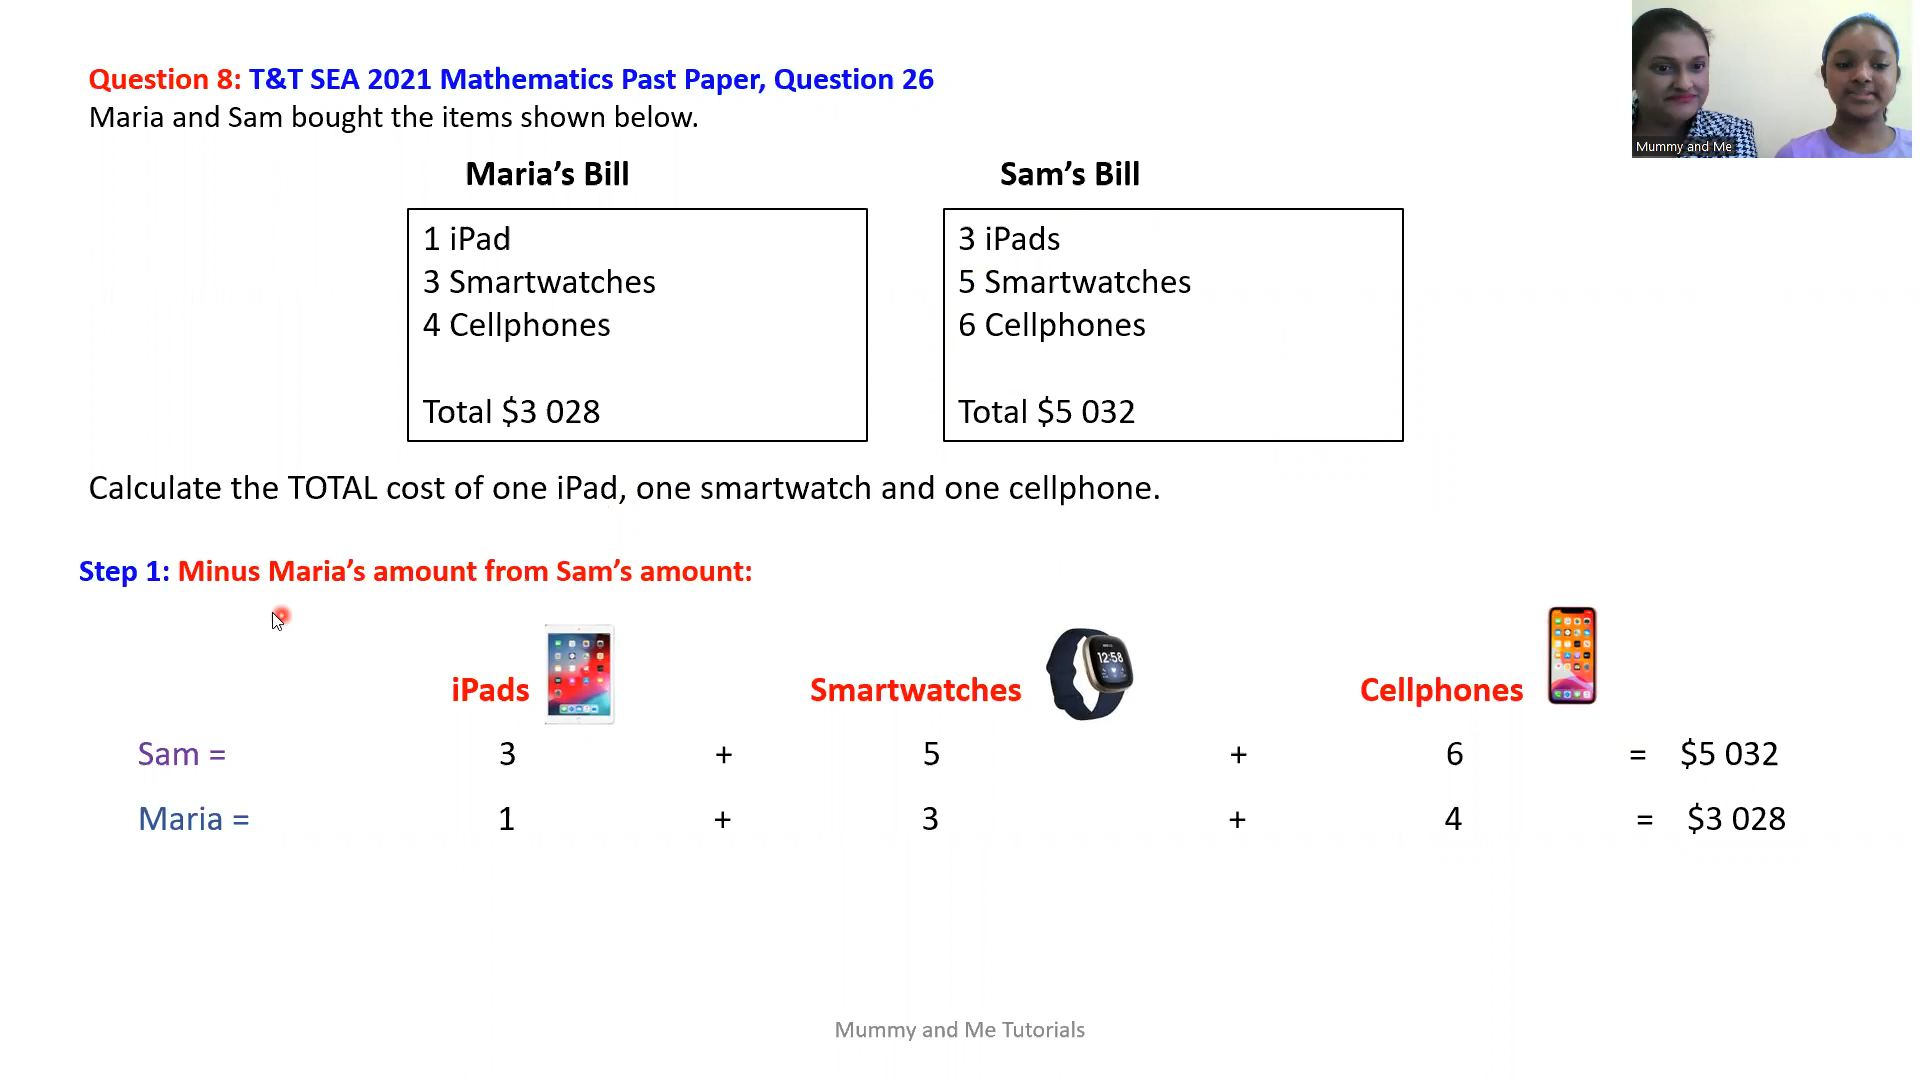 Question 8: T&T SEA 2021 Mathematics Past Paper, Question 26
Maria and Sam bought the items shown below.
Maria’s Bill
1 iPad
3 Smartwatches
4 Cellphones
Total $3 028
Sam’s Bill
3 iPads
5 Smartwatches
6 Cellphones
Total $5 032
Calculate the TOTAL cost of one iPad, one smartwatch and one cellphone.
Step 1: Minus Maria’s amount from Sam’s amount:
iPads Smartwatches 12:58 Cellphones
Sam = 3 + 5 + 6 = $5 032
Maria = 1 + 3 + 4 = $3 028
Mummy and Me Tutorials
Mummy and Me